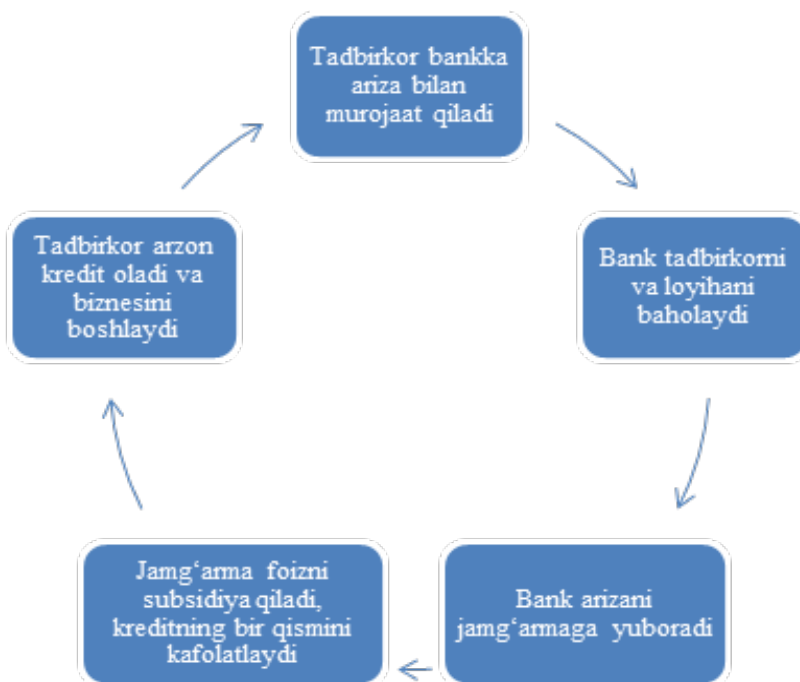 Tadbirkor bankka
ariza bilan
murojaat qiladi
Bank tadbirkorni
va loyihani
baholaydi
Bank arizani
jamg‘armaga yuboradi
Jamg‘arma foizni
subsidiya qiladi,
kreditning bir qismini
kafolatlaydi
Tadbirkor arzon
kredit oladi va
biznesini
boshlaydi